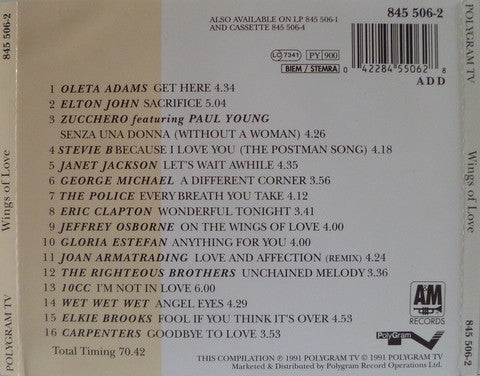 845 506-2
Wings of Love
POLYGRAM TV
ALSO AVAILABLE ON LP 845 506-1
AND CASSETTE 845 506-4
845 506-2
LC 7341
PY 900
BIEM / STEMRA
0 42284 55062 8
ADD
1 OLETA ADAMS GET HERE 4.34
2 ELTON JOHN SACRIFICE 5.04
3 ZUCCHERO featuring PAUL YOUNG
SENZA UNA DONNA (WITHOUT A WOMAN) 4.26
4 STEVIE B BECAUSE I LOVE YOU (THE POSTMAN SONG) 4.18
5 JANET JACKSON LET'S WAIT AWHILE 4.35
6 GEORGE MICHAEL A DIFFERENT CORNER 3.56
7 THE POLICE EVERY BREATH YOU TAKE 4.12
8 ERIC CLAPTON WONDERFUL TONIGHT 3.41
9 JEFFREY OSBORNE ON THE WINGS OF LOVE 4.00
10 GLORIA ESTEFAN ANYTHING FOR YOU 4.00
11 JOAN ARMATRADING LOVE AND AFFECTION (REMIX) 4.24
12 THE RIGHTEOUS BROTHERS UNCHAINED MELODY 3.36
13 10CC I'M NOT IN LOVE 6.00
14 WET WET WET ANGEL EYES 4.29
15 ELKIE BROOKS FOOL IF YOU THINK IT'S OVER 4.53
16 CARPENTERS GOODBYE TO LOVE 3.53
Total Timing 70.42
AM
RECORDS
PolyGram TV
THIS COMPILATION ℗ 1991 POLYGRAM TV © 1991 POLYGRAM TV
Marketed & Distributed by Polygram Record Operations Ltd.
POLYGRAM TV
Wings of Love
845 506-2